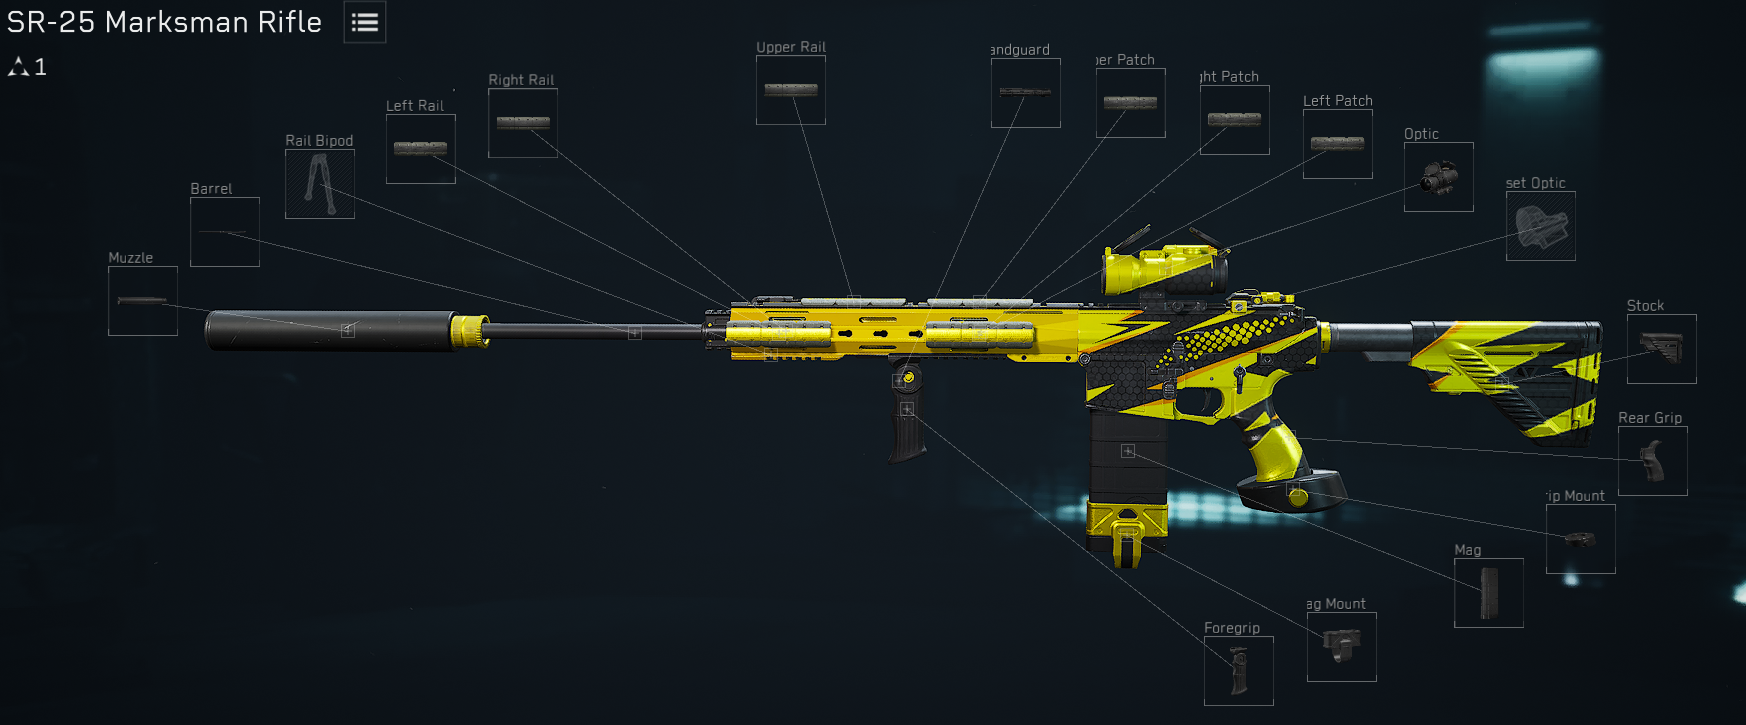 SR-25 Marksman Rifle
1
Upper Rail
andguard
per Patch
Right Rail
ht Patch
Left Rail
Left Patch
Rail Bipod
Optic
Barrel
set Optic
Muzzle
Stock
Rear Grip
ip Mount
Mag
ag Mount
Foregrip